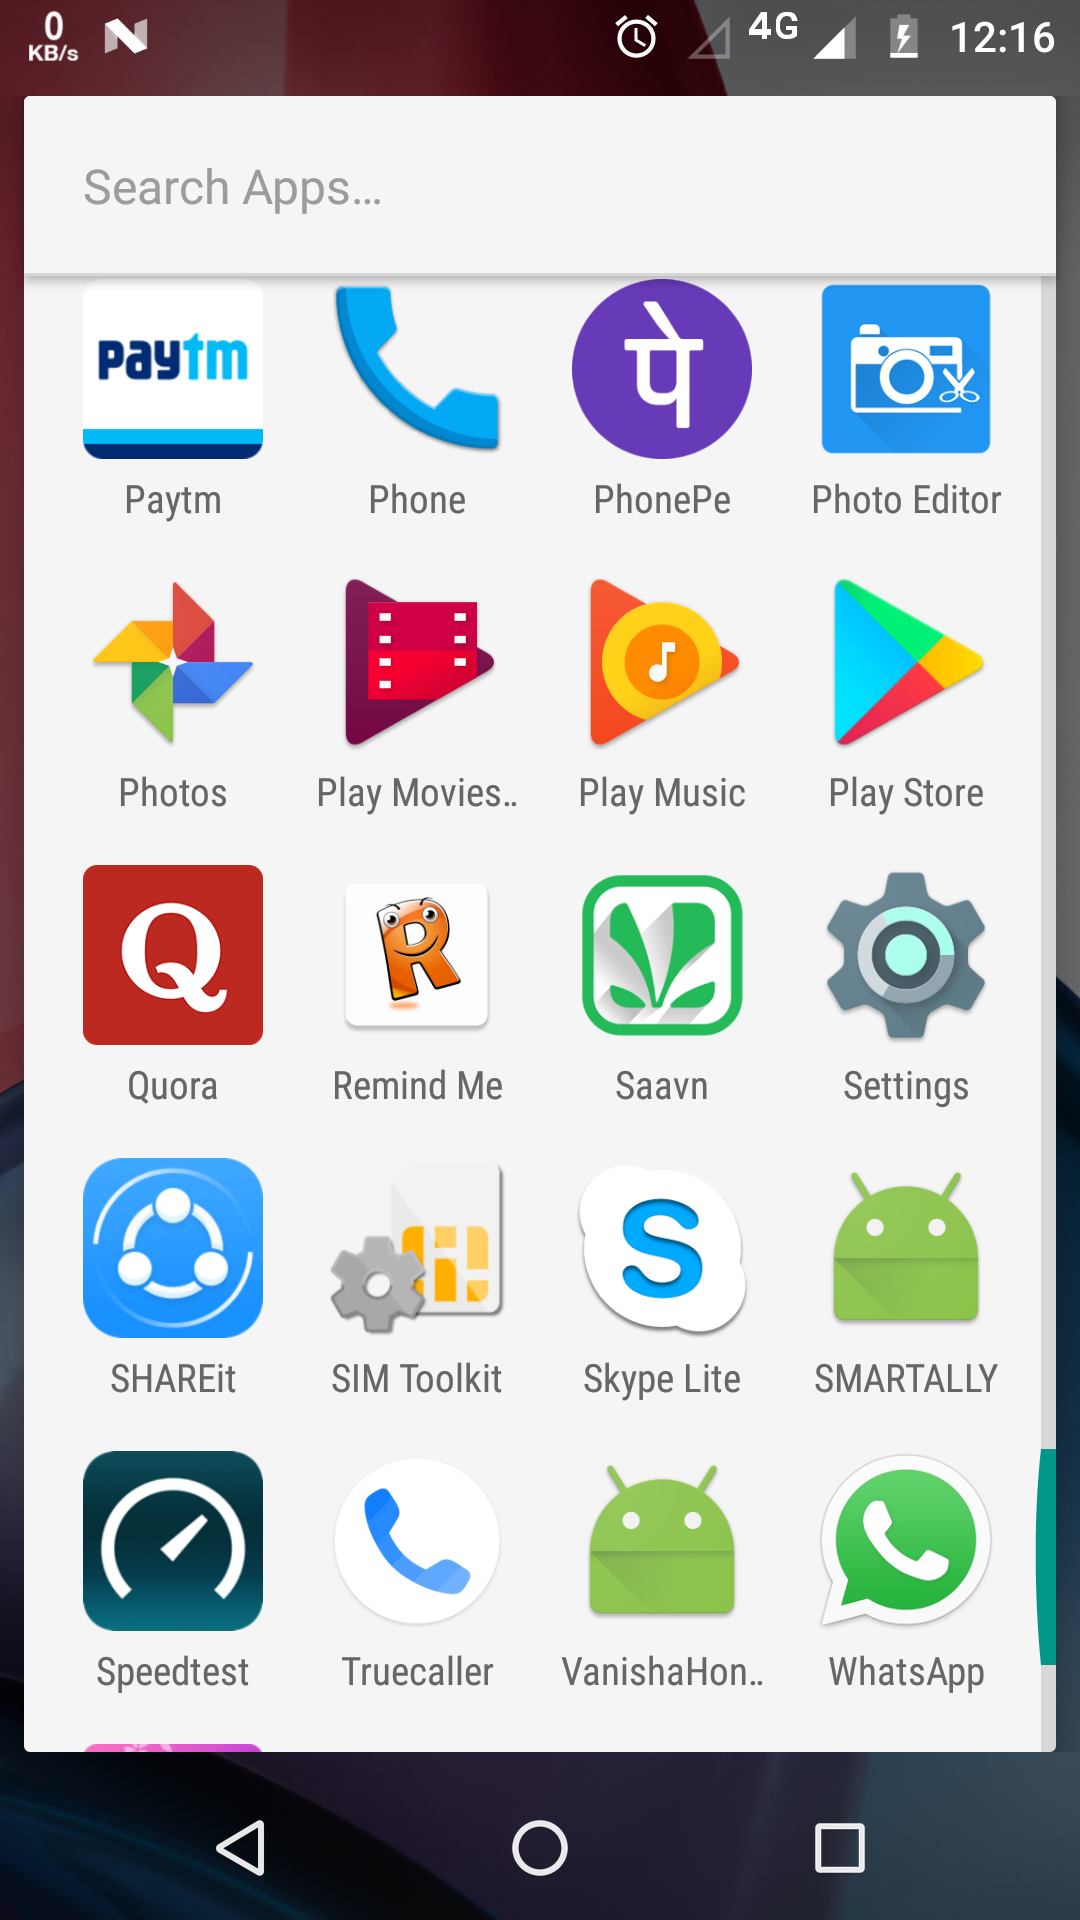 0
KB/s
4G
12:16
Search Apps...
paytm
पे
Paytm
Phone
PhonePe
Photo Editor
Photos
Play Movies..
Play Music
Play Store
Q
R
Quora
Remind Me
Saavn
Settings
S
SHAREit
SIM Toolkit
Skype Lite
SMARTALLY
Speedtest
Truecaller
VanishaHon..
WhatsApp